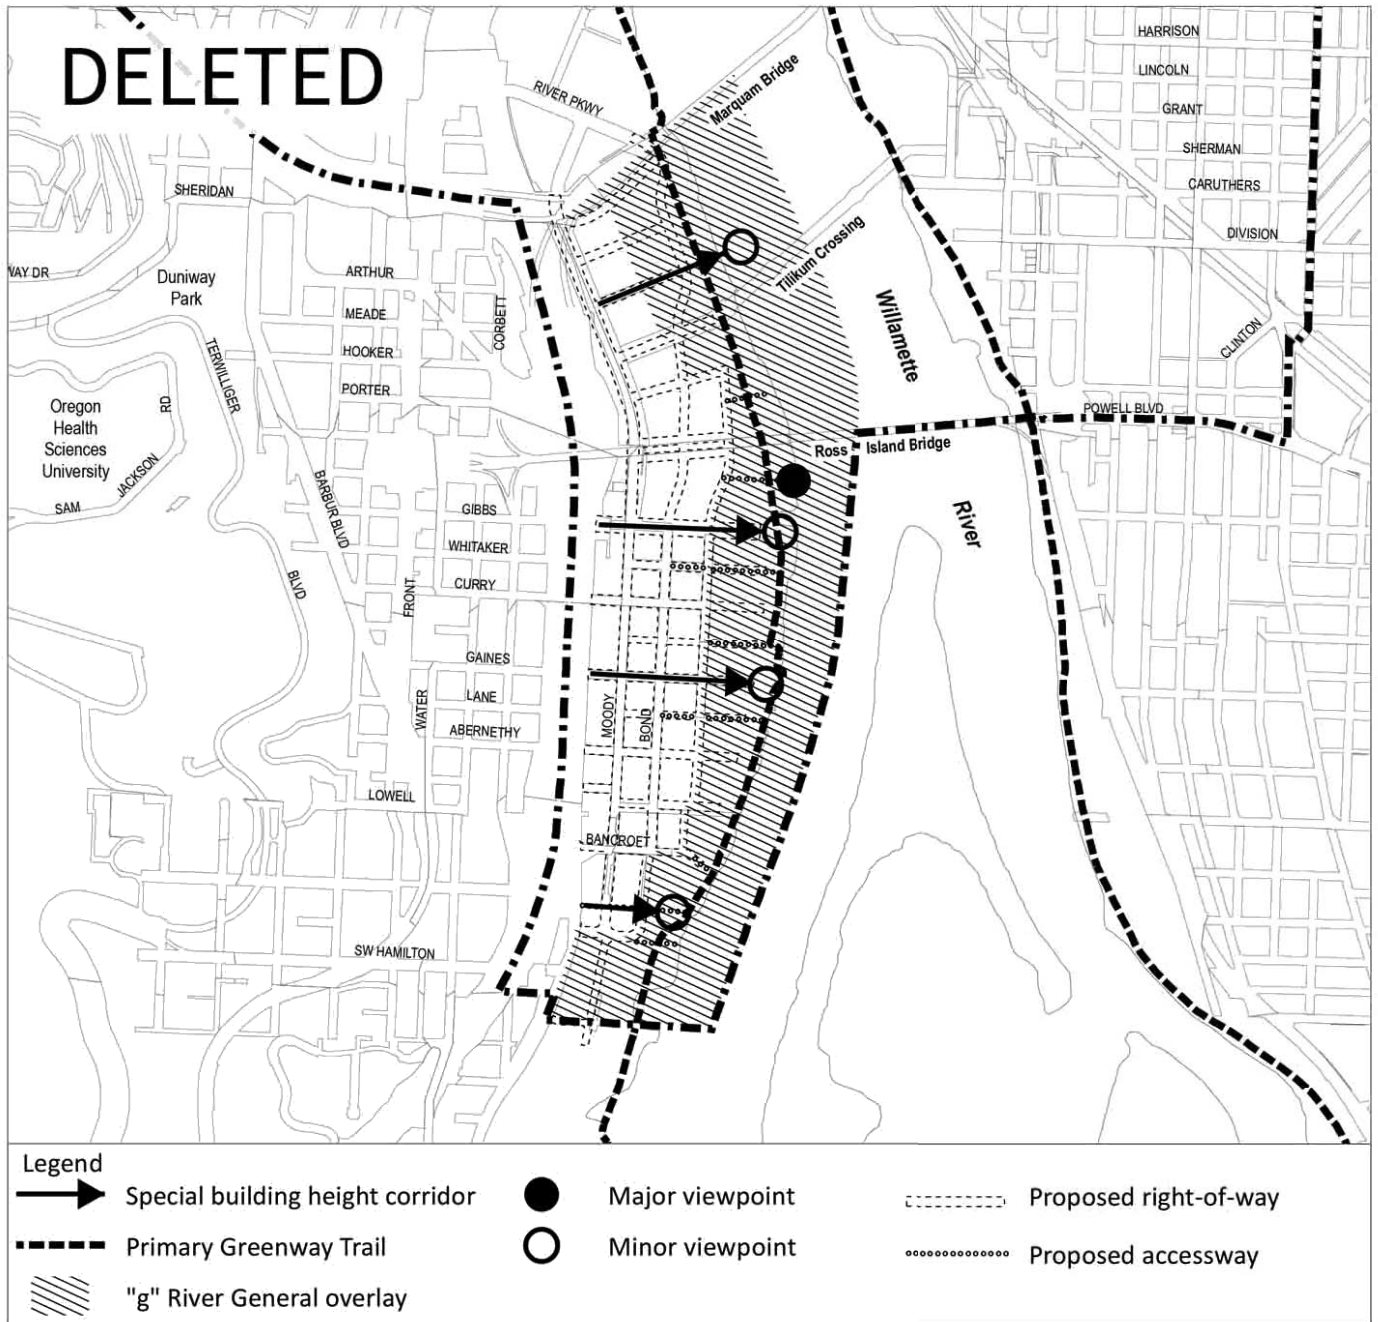 DELETED
HARRISON
LINCOLN
GRANT
SHERMAN
CARUTHERS
DIVISION
CLINTON
POWELL BLVD
RIVER PKWY
Marquam Bridge
Tilikum Crossing
Willamette
River
Ross Island Bridge
SHERIDAN
WAY DR
Duniway
Park
ARTHUR
MEADE
HOOKER
PORTER
CORBETT
TERWILLIGER
BLVD
Oregon
Health
Sciences
University
SAM
JACKSON
RD
BARBUR BLVD
GIBBS
WHITAKER
CURRY
FRONT
GAINES
LANE
ABERNETHY
WATER
MOODY
BOND
LOWELL
BANCROFT
SW HAMILTON
Legend
Special building height corridor
Primary Greenway Trail
"g" River General overlay
Major viewpoint
Minor viewpoint
Proposed right-of-way
Proposed accessway